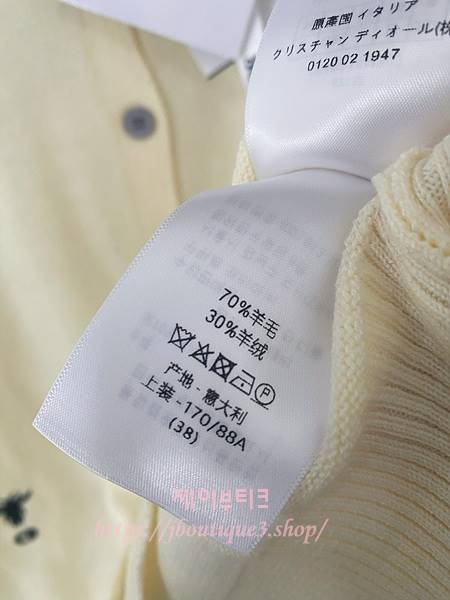 原産国 イタリア
クリスチャン ディオール(株
0120 02 1947
70%羊毛
30%羊绒
P
产地 - 意大利
上装 -170/88A
(38)
제이부티크
https://jboutique3.shop/